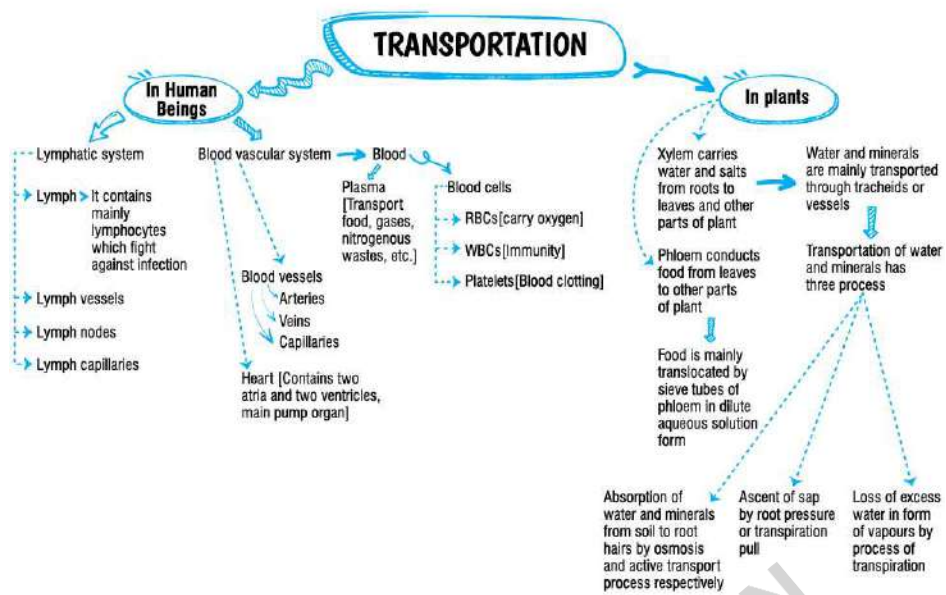 TRANSPORTATION
In Human
Beings
Lymphatic system
Lymph > It contains
mainly
lymphocytes
which fight
against infection
Lymph vessels
Lymph nodes
Lymph capillaries
Blood vascular system
Blood
Plasma
[Transport
food, gases,
nitrogenous
wastes, etc.]
Blood cells
RBCs[carry oxygen]
WBCs[Immunity]
Platelets[Blood clotting]
Blood vessels
Arteries
Veins
Capillaries
Heart [Contains two
atria and two ventricles,
main pump organ]
In plants
Xylem carries
water and salts
from roots to
leaves and other
parts of plant
Water and minerals
are mainly transported
through tracheids or
vessels
Phloem conducts
food from leaves
to other parts
of plant
Transportation of water
and minerals has
three process
Food is mainly
translocated by
sieve tubes of
phloem in dilute
aqueous solution
form
Absorption of
water and minerals
from soil to root
hairs by osmosis
and active transport
process respectively
Ascent of sap
by root pressure
or transpiration
pull
Loss of excess
water in form
of vapours by
process of
transpiration